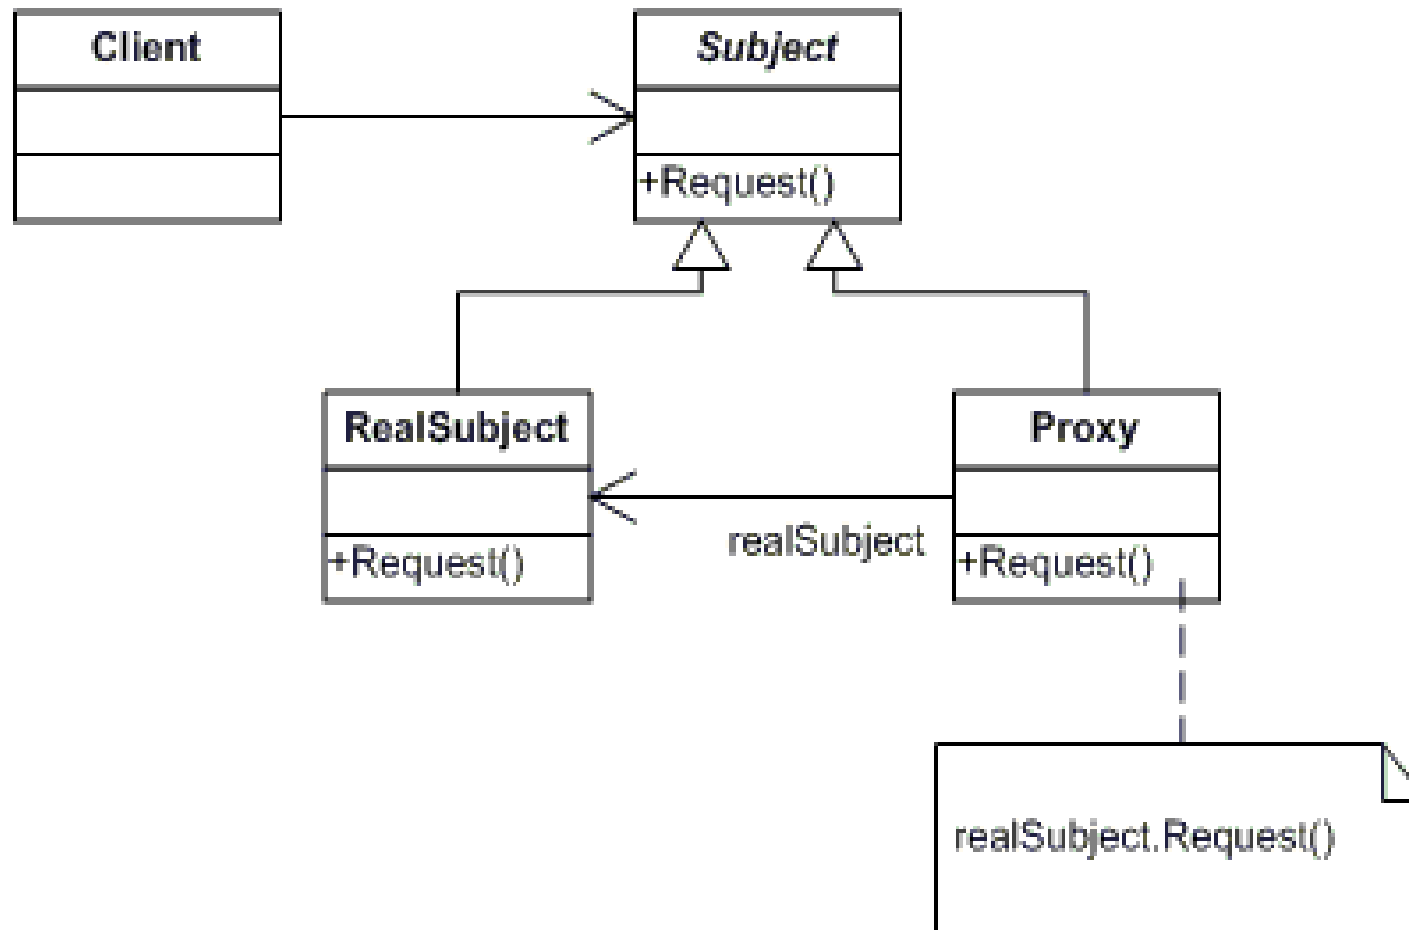 Client
Subject
+Request()
RealSubject
+Request()
realSubject
Proxy
+Request()
realSubject.Request()